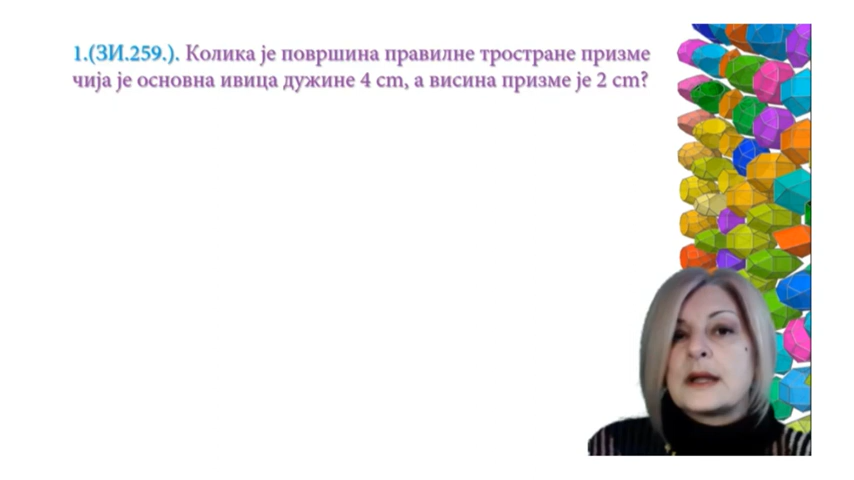 1.(ЗИ.259.). Колика је површина правилне тростране призме
чија је основна ивица дужине 4 cm, а висина призме је 2 cm?